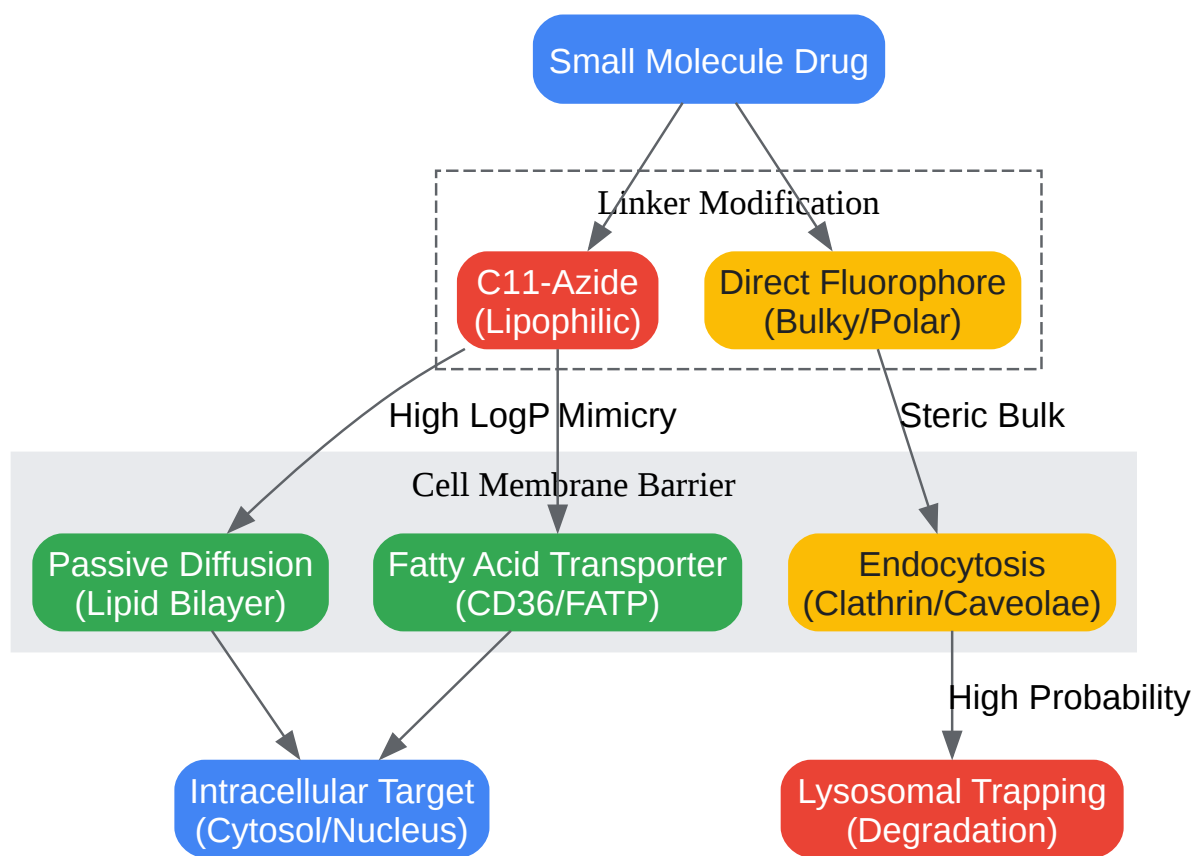 Small Molecule Drug
Linker Modification
C11-Azide
(Lipophilic)
Direct Fluorophore
(Bulky/Polar)
High LogP
Mimicry
Steric Bulk
Cell Membrane Barrier
Passive Diffusion
(Lipid Bilayer)
Fatty Acid Transporter
(CD36/FATP)
Endocytosis
(Clathrin/Caveolae)
High Probability
Intracellular Target
(Cytosol/Nucleus)
Lysosomal Trapping
(Degradation)